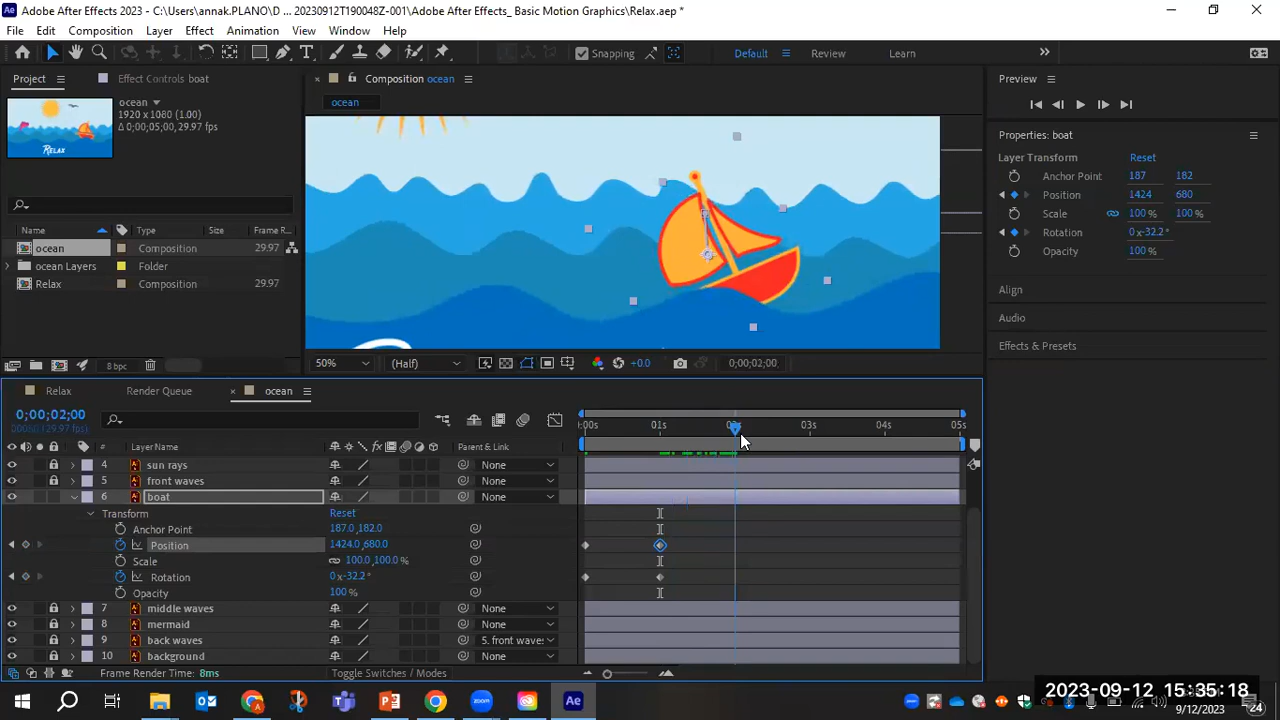 Adobe After Effects 2023 - C:\Users\annak.PLANO\D ... 20230912T190048Z-001\Adobe After Effects_ Basic Motion Graphics\Relax.aep *
File Edit Composition Layer Effect Animation View Window Help
Snapping Default Review Learn
Project Effect Controls boat Composition ocean Preview
ocean
ocean
1920 x 1080 (1.00)
Δ 0;00;05;00, 29.97 fps
RELAX
Properties: boat
Layer Transform Reset
Anchor Point 187 182
Position 1424 680
Scale 100 % 100 %
Rotation 0 x-32.2°
Opacity 100 %
Align
Audio
Effects & Presets
Name Type Size Frame R...
ocean Composition 29.97
ocean Layers Folder
Relax Composition 29.97
8 bpc
50% (Half) +0.0 0;00;02;00
Relax Render Queue ocean
0;00;02;00
(29.97 fps)
:00s 01s 02s 03s 04s 05s
# Layer Name Parent & Link
4 sun rays None
5 front waves None
6 boat None
Transform Reset
Anchor Point 187.0,182.0
Position 1424.0,680.0
Scale 100.0,100.0%
Rotation 0 x-32.2°
Opacity 100 %
7 middle waves None
8 mermaid None
9 back waves 5. front wave
10 background None
Frame Render Time: 8ms Toggle Switches / Modes
2023-09-12 15:35:18
9/12/2023 24